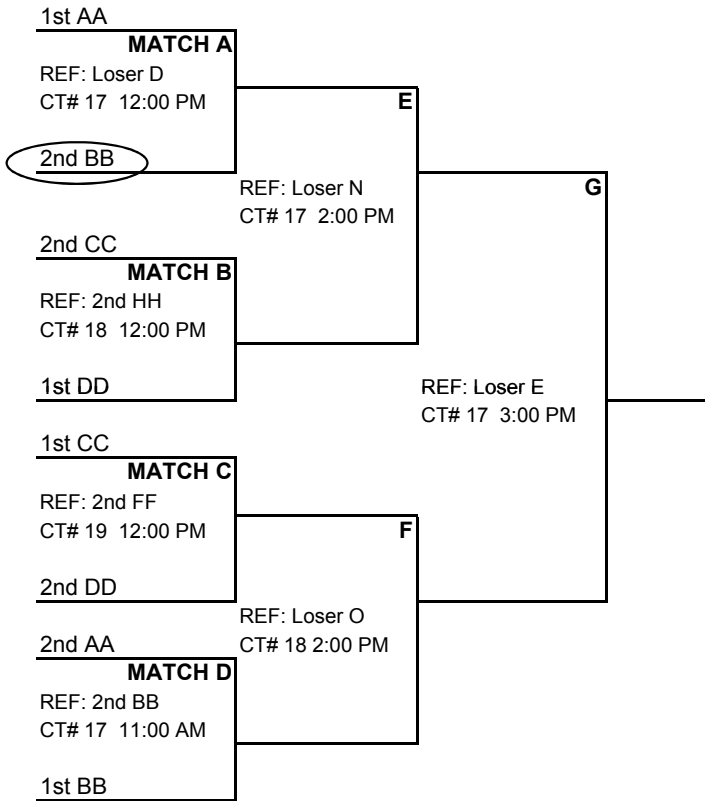 1st AA
MATCH A
REF: Loser D
CT# 17 12:00 PM
2nd BB
E
REF: Loser N
CT# 17 2:00 PM
2nd CC
MATCH B
REF: 2nd HH
CT# 18 12:00 PM
1st DD
G
REF: Loser E
CT# 17 3:00 PM
1st CC
MATCH C
REF: 2nd FF
CT# 19 12:00 PM
2nd DD
F
REF: Loser O
CT# 18 2:00 PM
2nd AA
MATCH D
REF: 2nd BB
CT# 17 11:00 AM
1st BB